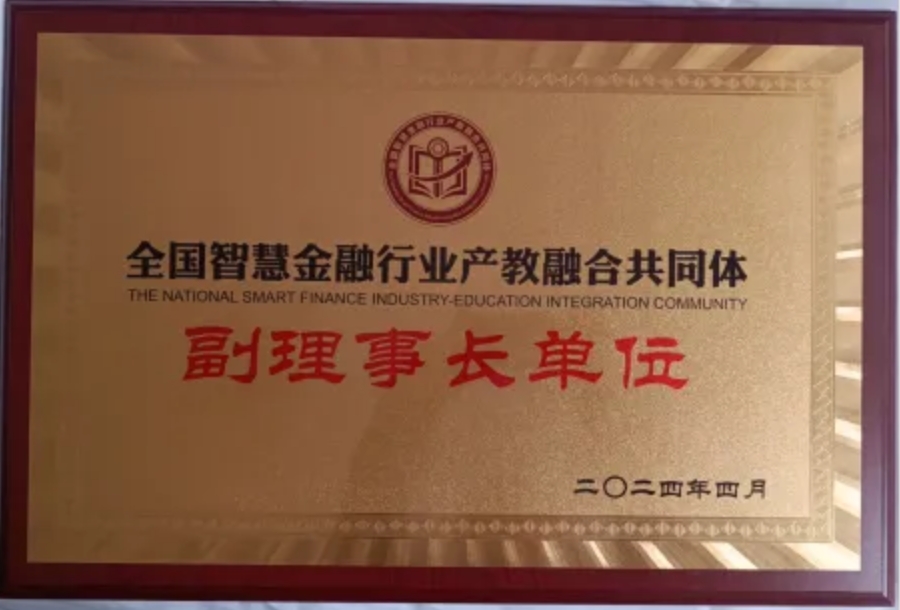 全国智慧金融行业产教融合共同体
THE NATIONAL SMART FINANCE INDUSTRY-EDUCATION INTEGRATION COMMUNITY
副理事长单位
二〇二四年四月